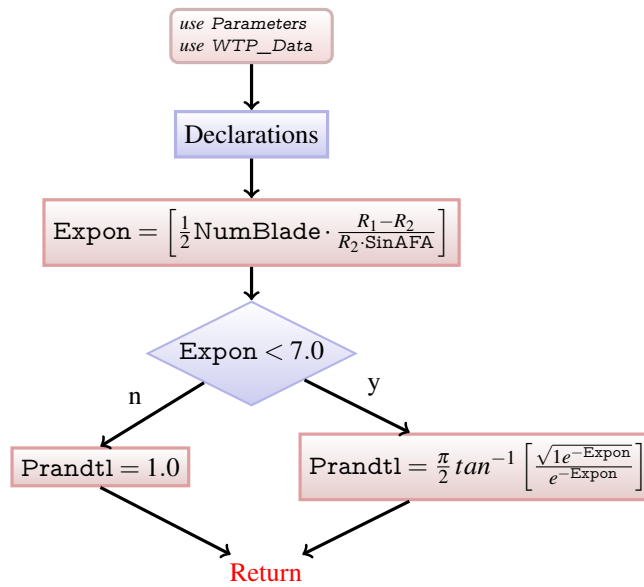 use Parameters
use WTP_Data
Declarations
Expon = [ 1/2 NumBlade · (R₁−R₂)/(R₂·SinAFA) ]
Expon < 7.0
n
y
Prandtl = 1.0
Prandtl = π/2 tan⁻¹ [ √(1e^(−Expon))/e^(−Expon) ]
Return